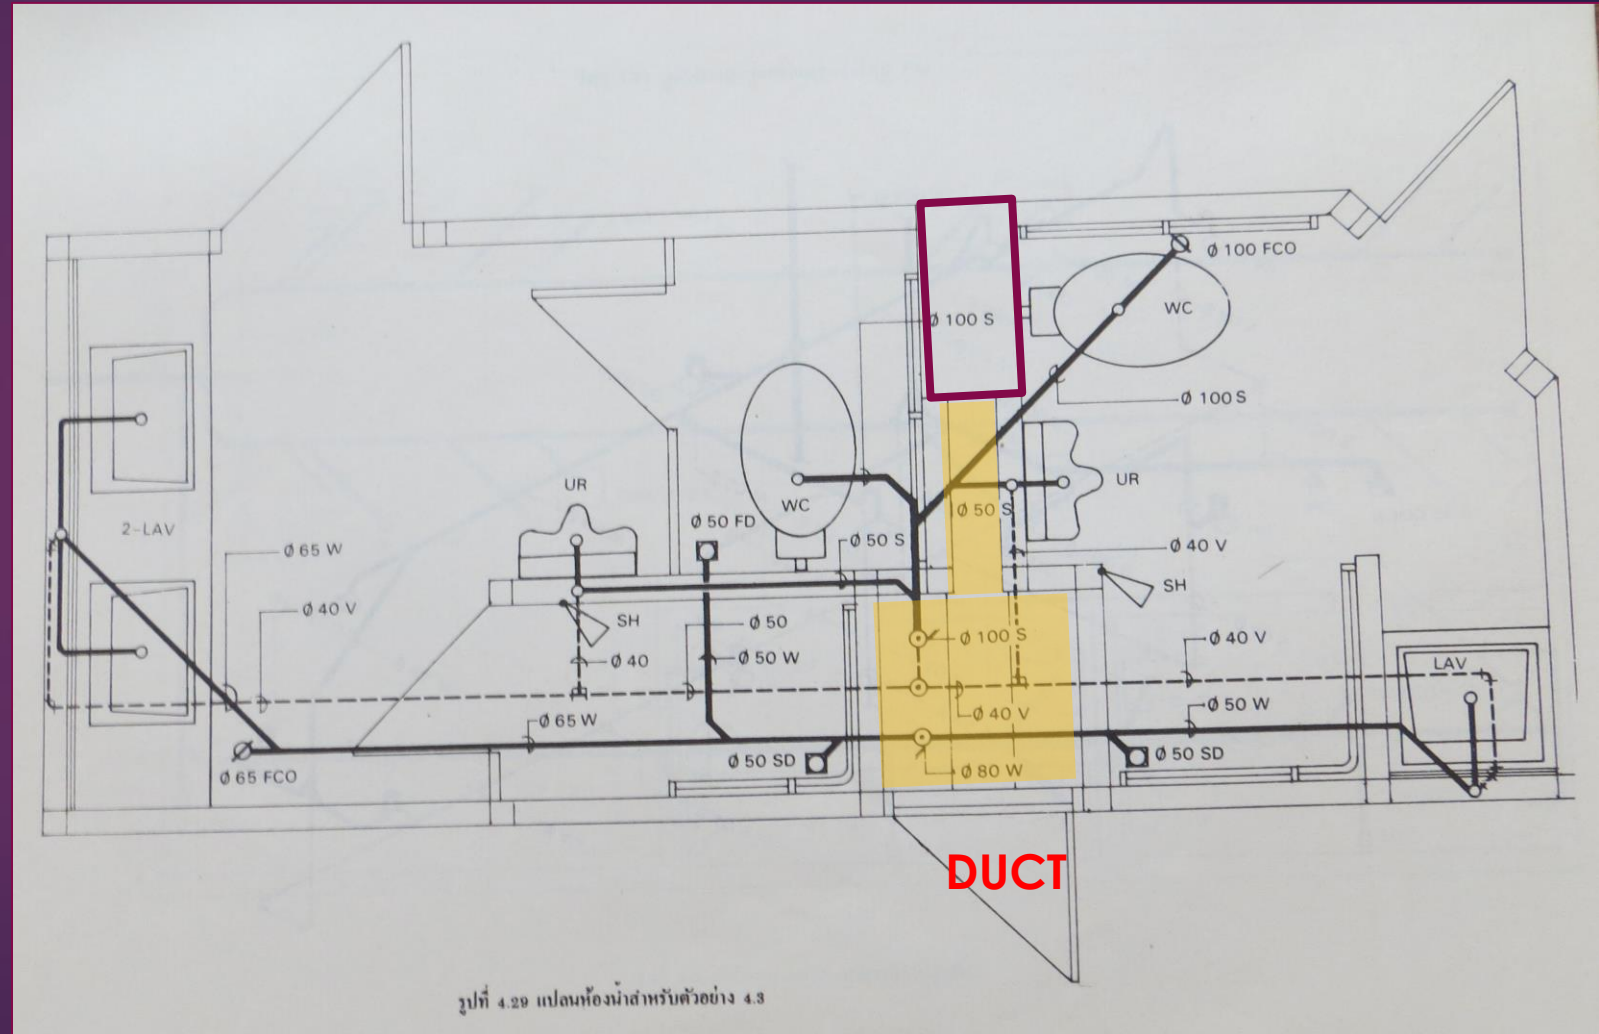 Ø 100 FCO
WC
Ø 100 S
Ø 100 S
UR
UR
WC
Ø 50 FD
Ø 50 S
2-LAV
Ø 50 S
Ø 65 W
Ø 40 V
SH
Ø 40 V
SH
Ø 50
Ø 100 S
Ø 40 V
Ø 40
Ø 50 W
LAV
Ø 50 W
Ø 65 W
Ø 40 V
Ø 50 SD
Ø 50 SD
Ø 65 FCO
Ø 80 W
DUCT
รูปที่ 4.29 แปลนห้องน้ำสำหรับตัวอย่าง 4.3